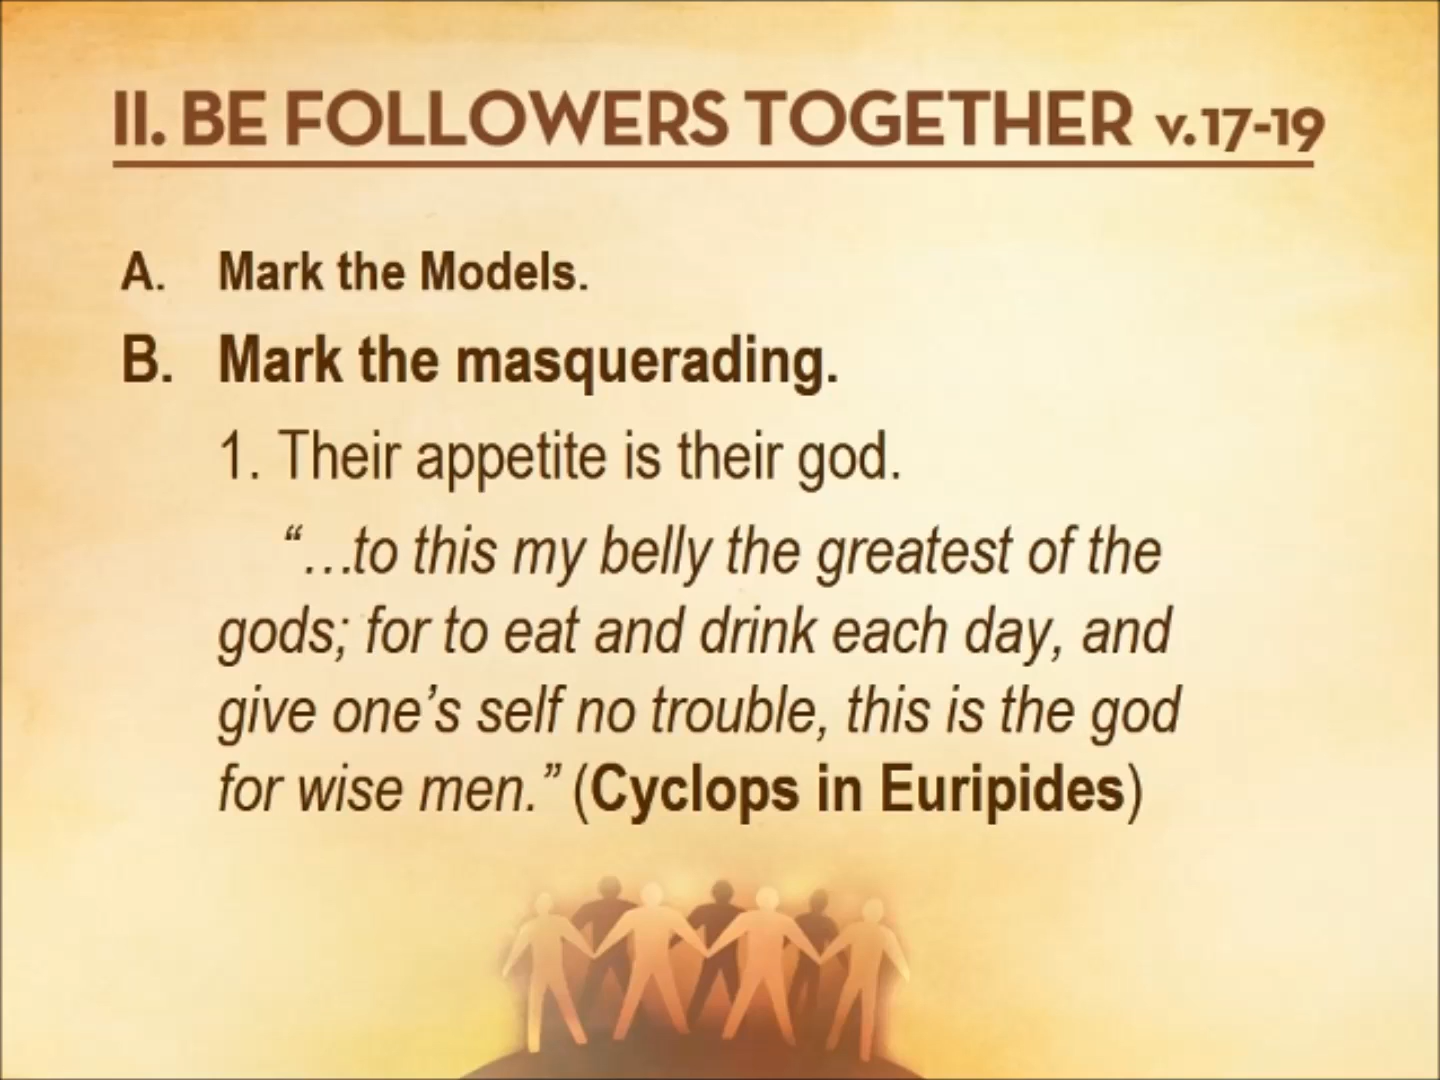 II. BE FOLLOWERS TOGETHER v.17-19
A. Mark the Models.
B. Mark the masquerading.
1. Their appetite is their god.
“…to this my belly the greatest of the
gods; for to eat and drink each day, and
give one’s self no trouble, this is the god
for wise men.” (Cyclops in Euripides)